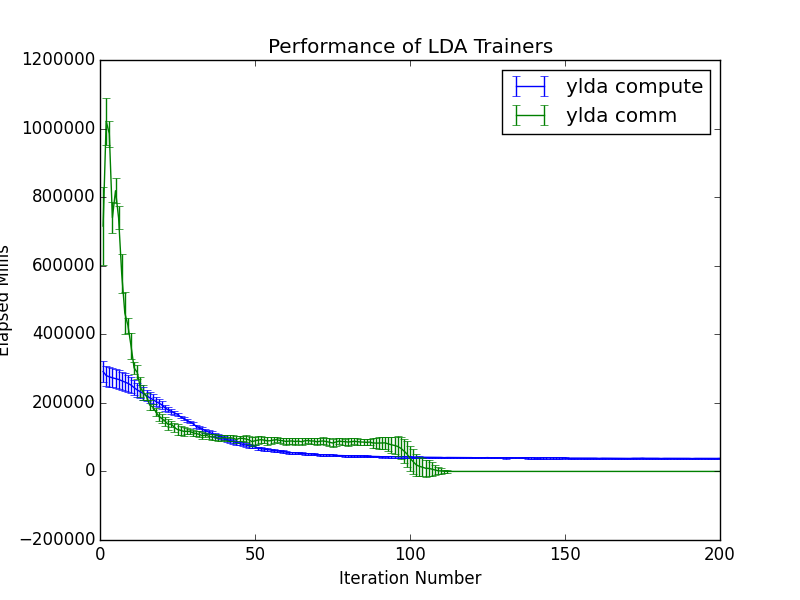 Performance of LDA Trainers
1200000
1000000
800000
600000
400000
200000
0
−200000
Elapsed Millis
0 50 100 150 200
Iteration Number
ylda compute
ylda comm